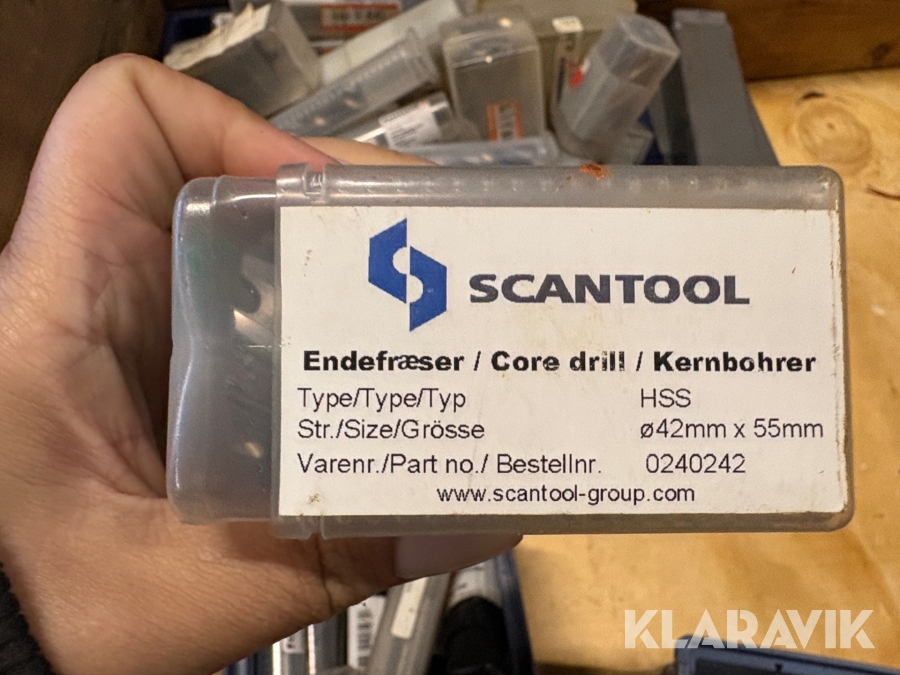 SCANTOOL
Endefræser / Core drill / Kernbohrer
Type/Type/Typ HSS
Str./Size/Grösse ø42mm x 55mm
Varenr./Part no./ Bestellnr. 0240242
www.scantool-group.com
KLARAVIK